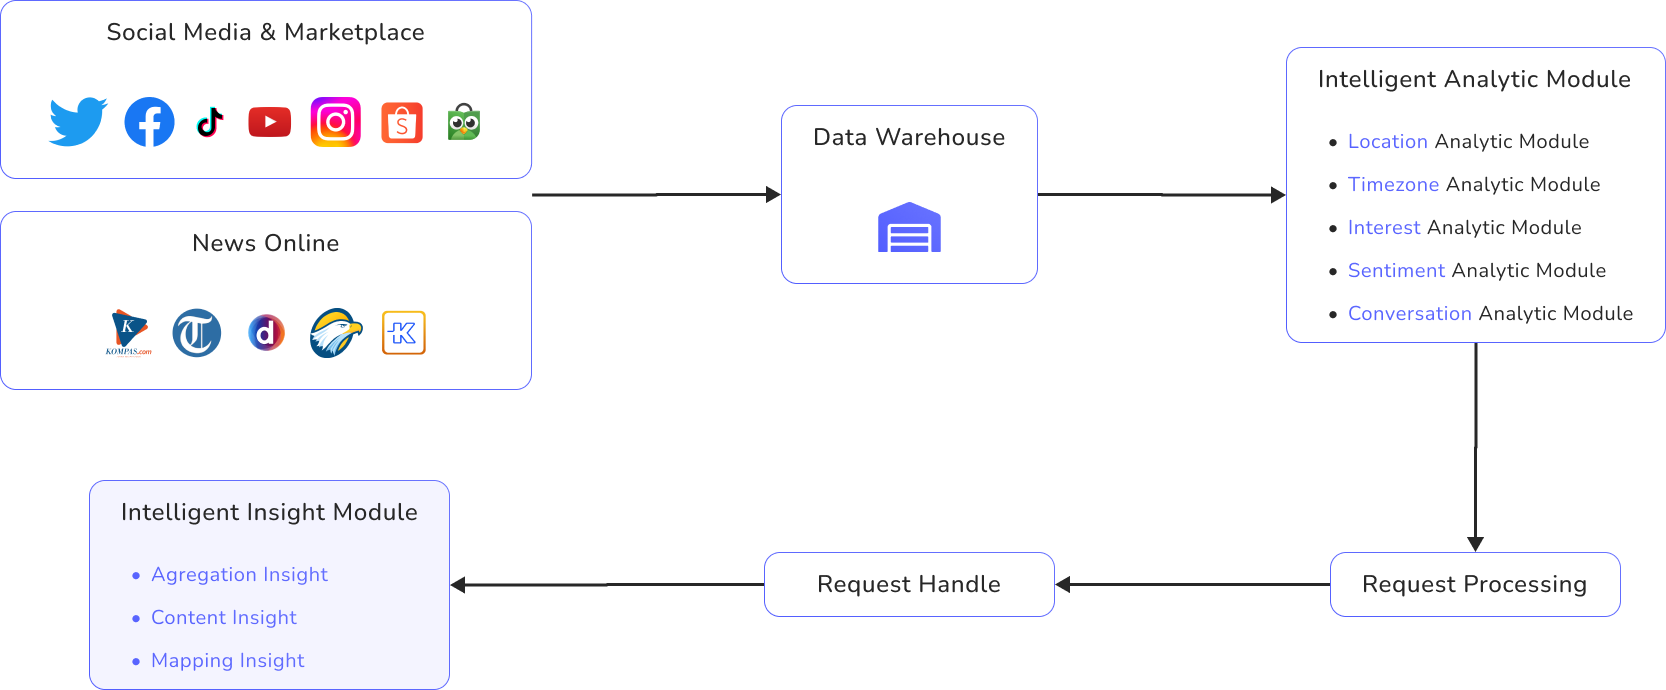 Social Media & Marketplace
S
News Online
K
KOMPAS.com
T
d
K
Data Warehouse
Intelligent Analytic Module
Location Analytic Module
Timezone Analytic Module
Interest Analytic Module
Sentiment Analytic Module
Conversation Analytic Module
Request Processing
Request Handle
Intelligent Insight Module
Agregation Insight
Content Insight
Mapping Insight